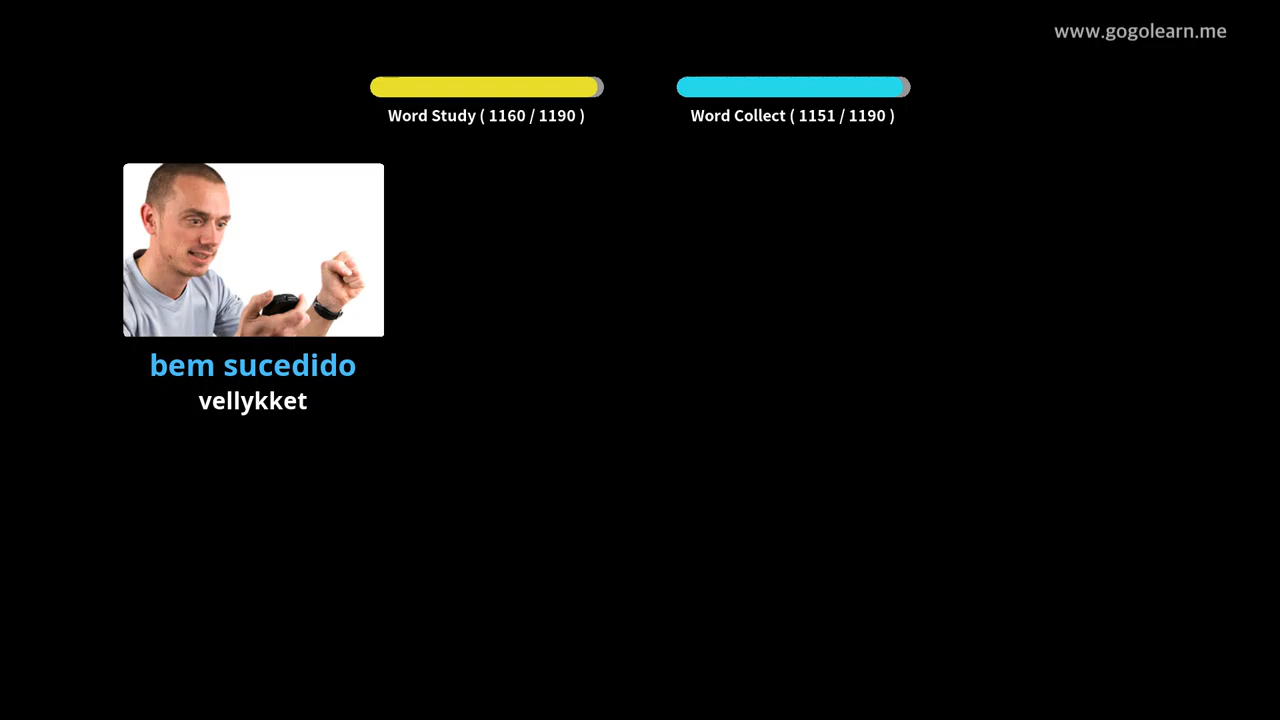 www.gogolearn.me
Word Study ( 1160 / 1190 )
Word Collect ( 1151 / 1190 )
bem sucedido
vellykket